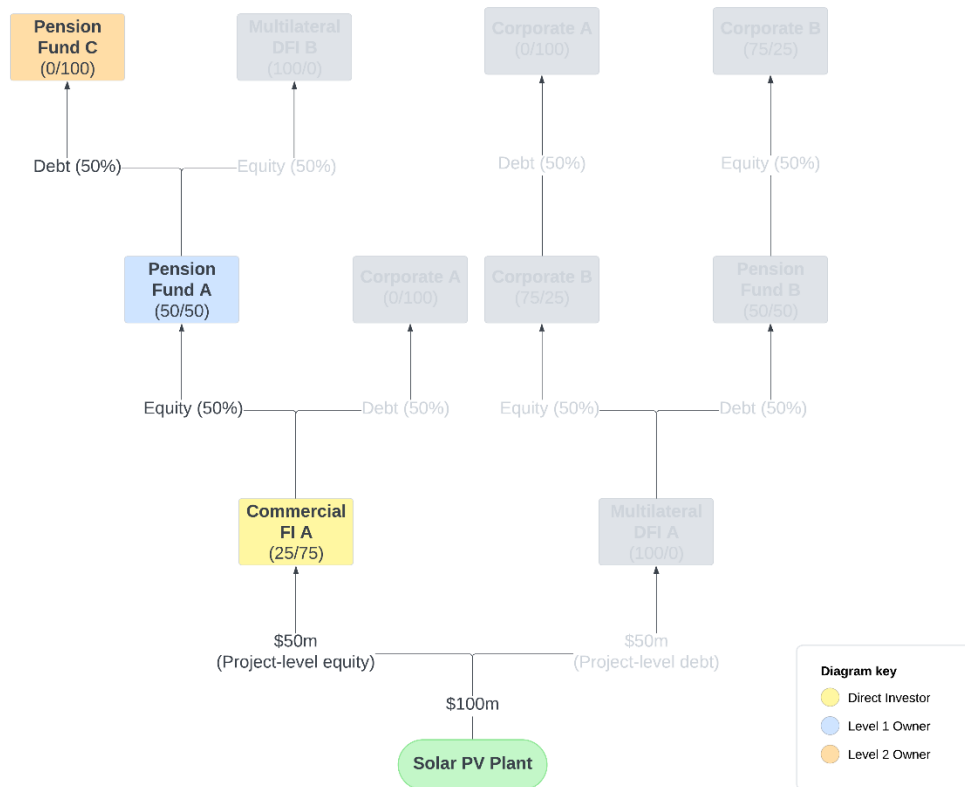 Pension
Fund C
(0/100)
Multilateral
DFI B
(100/0)
Corporate A
(0/100)
Corporate B
(75/25)
Debt (50%)
Equity (50%)
Debt (50%)
Equity (50%)
Pension
Fund A
(50/50)
Corporate A
(0/100)
Corporate B
(75/25)
Pension
Fund B
(50/50)
Equity (50%)
Debt (50%)
Equity (50%)
Debt (50%)
Commercial
FI A
(25/75)
Multilateral
DFI A
(100/0)
$50m
(Project-level equity)
$50m
(Project-level debt)
$100m
Solar PV Plant
Diagram key
Direct Investor
Level 1 Owner
Level 2 Owner